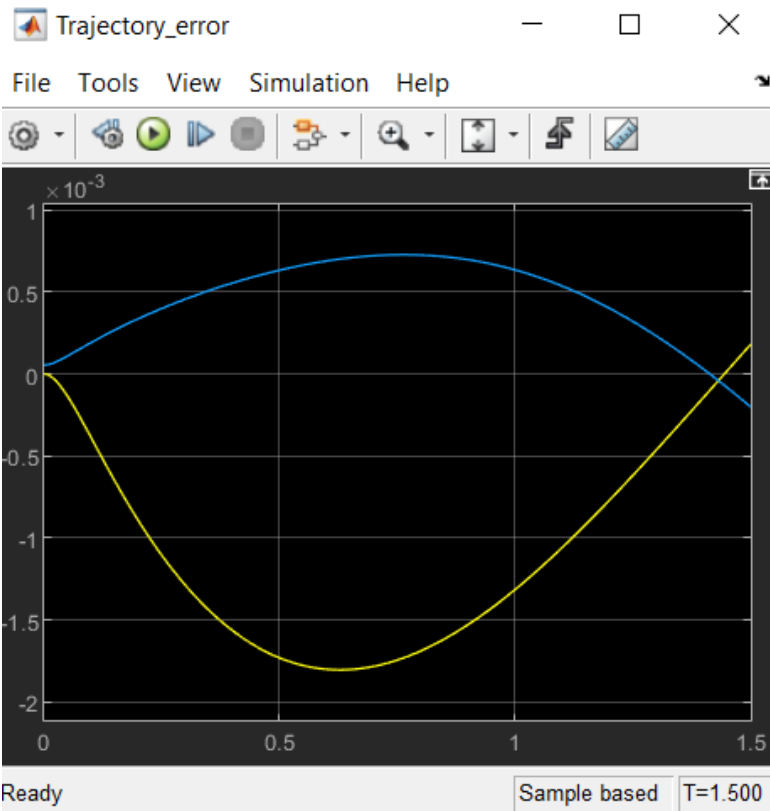 Trajectory_error
File Tools View Simulation Help
×10-3
1
0.5
0
-0.5
-1
-1.5
-2
0 0.5 1 1.5
Ready Sample based T=1.500